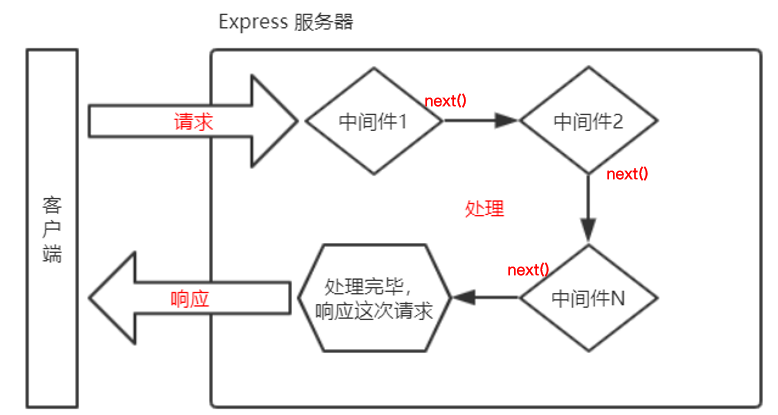 Express 服务器
请求
中间件1
next()
中间件2
next()
客
户
端
处理
next()
中间件N
处理完毕，
响应这次请求
响应